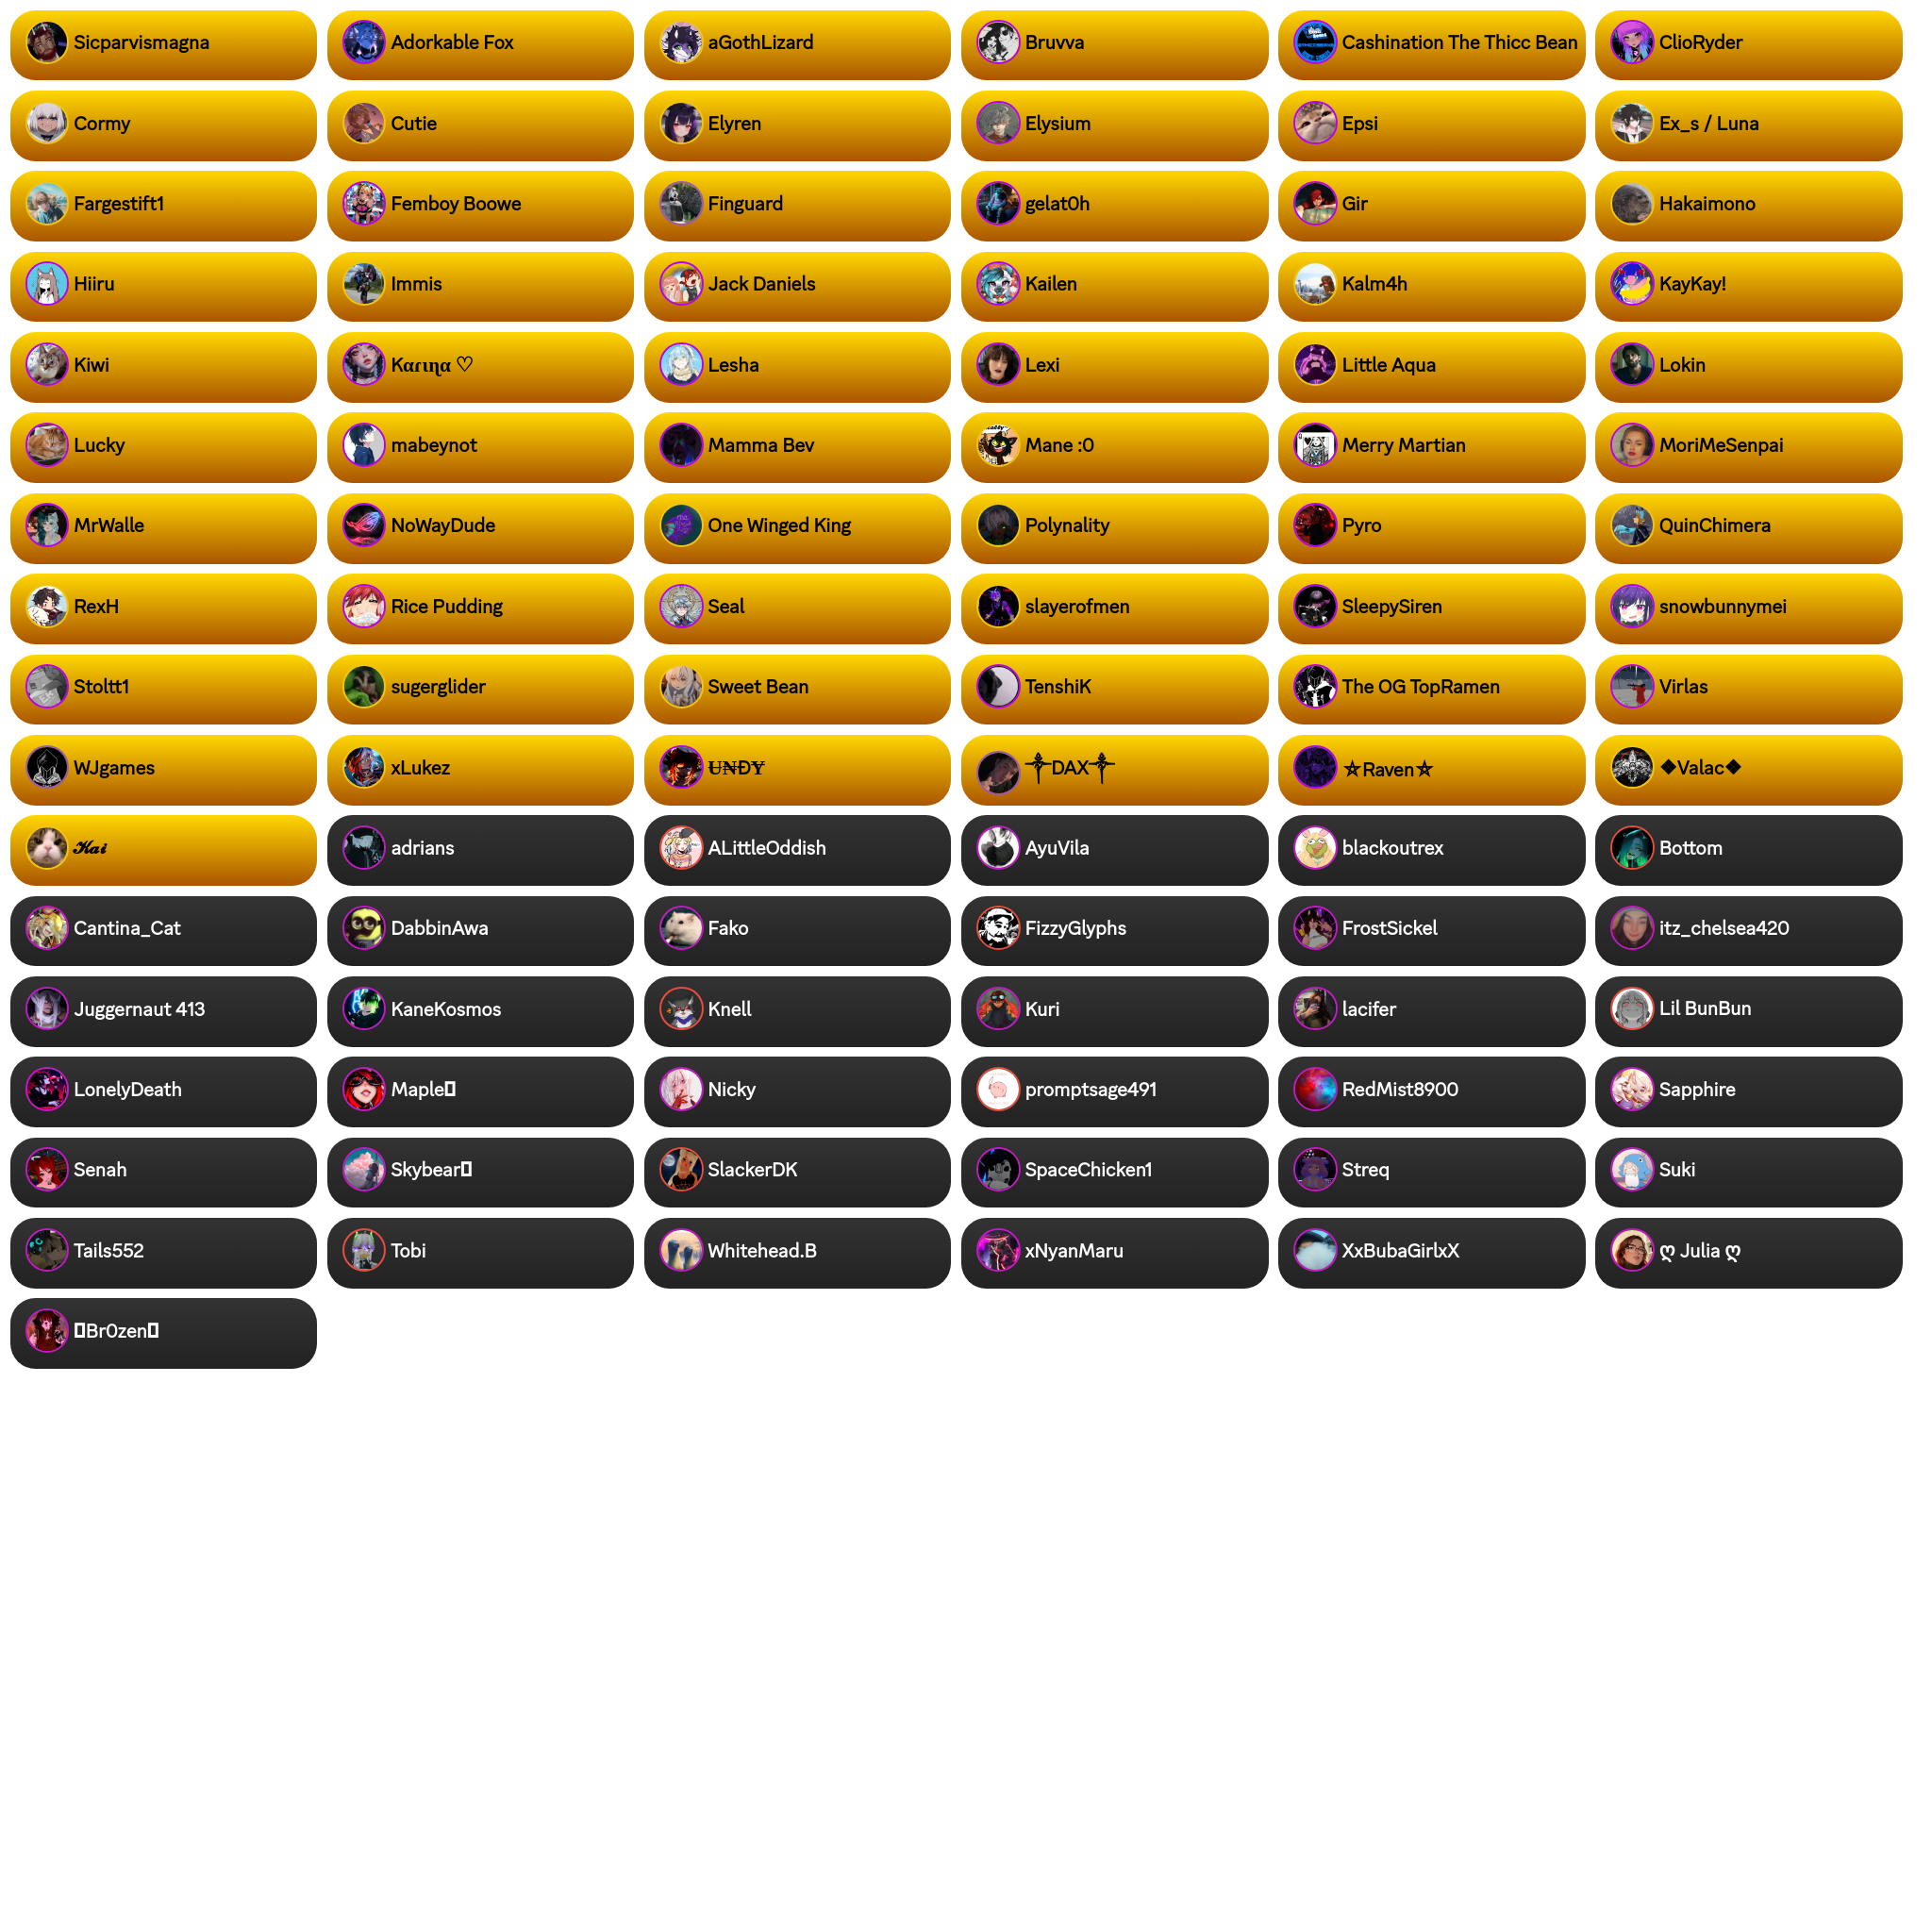 Sicparvismagna
Adorkable Fox
aGothLizard
Bruvva
Cashination The Thicc Bean
ClioRyder
Cormy
Cutie
Elyren
Elysium
Epsi
Ex_s / Luna
Fargestift1
Femboy Boowe
Finguard
gelat0h
Gir
Hakaimono
Hiiru
Immis
Jack Daniels
Kailen
Kalm4h
KayKay!
Kiwi
Kαɾιɳα ♡
Lesha
Lexi
Little Aqua
Lokin
Lucky
mabeynot
Mamma Bev
Mane :0
Merry Martian
MoriMeSenpai
MrWalle
NoWayDude
One Winged King
Polynality
Pyro
QuinChimera
RexH
Rice Pudding
Seal
slayerofmen
SleepySiren
snowbunnymei
Stoltt1
sugerglider
Sweet Bean
TenshiK
The OG TopRamen
Virlas
WJgames
xLukez
U̶₦ĐɎ
༒DAX༒
⛤Raven⛤
❖Valac❖
𝓚𝓪𝓲
adrians
ALittleOddish
AyuVila
blackoutrex
Bottom
Cantina_Cat
DabbinAwa
Fako
FizzyGlyphs
FrostSickel
itz_chelsea420
Juggernaut 413
KaneKosmos
Knell
Kuri
lacifer
Lil BunBun
LonelyDeath
Maple
Nicky
promptsage491
RedMist8900
Sapphire
Senah
Skybear
SlackerDK
SpaceChicken1
Streq
Suki
Tails552
Tobi
Whitehead.B
xNyanMaru
XxBubaGirlxX
ღ Julia ღ
Br0zen